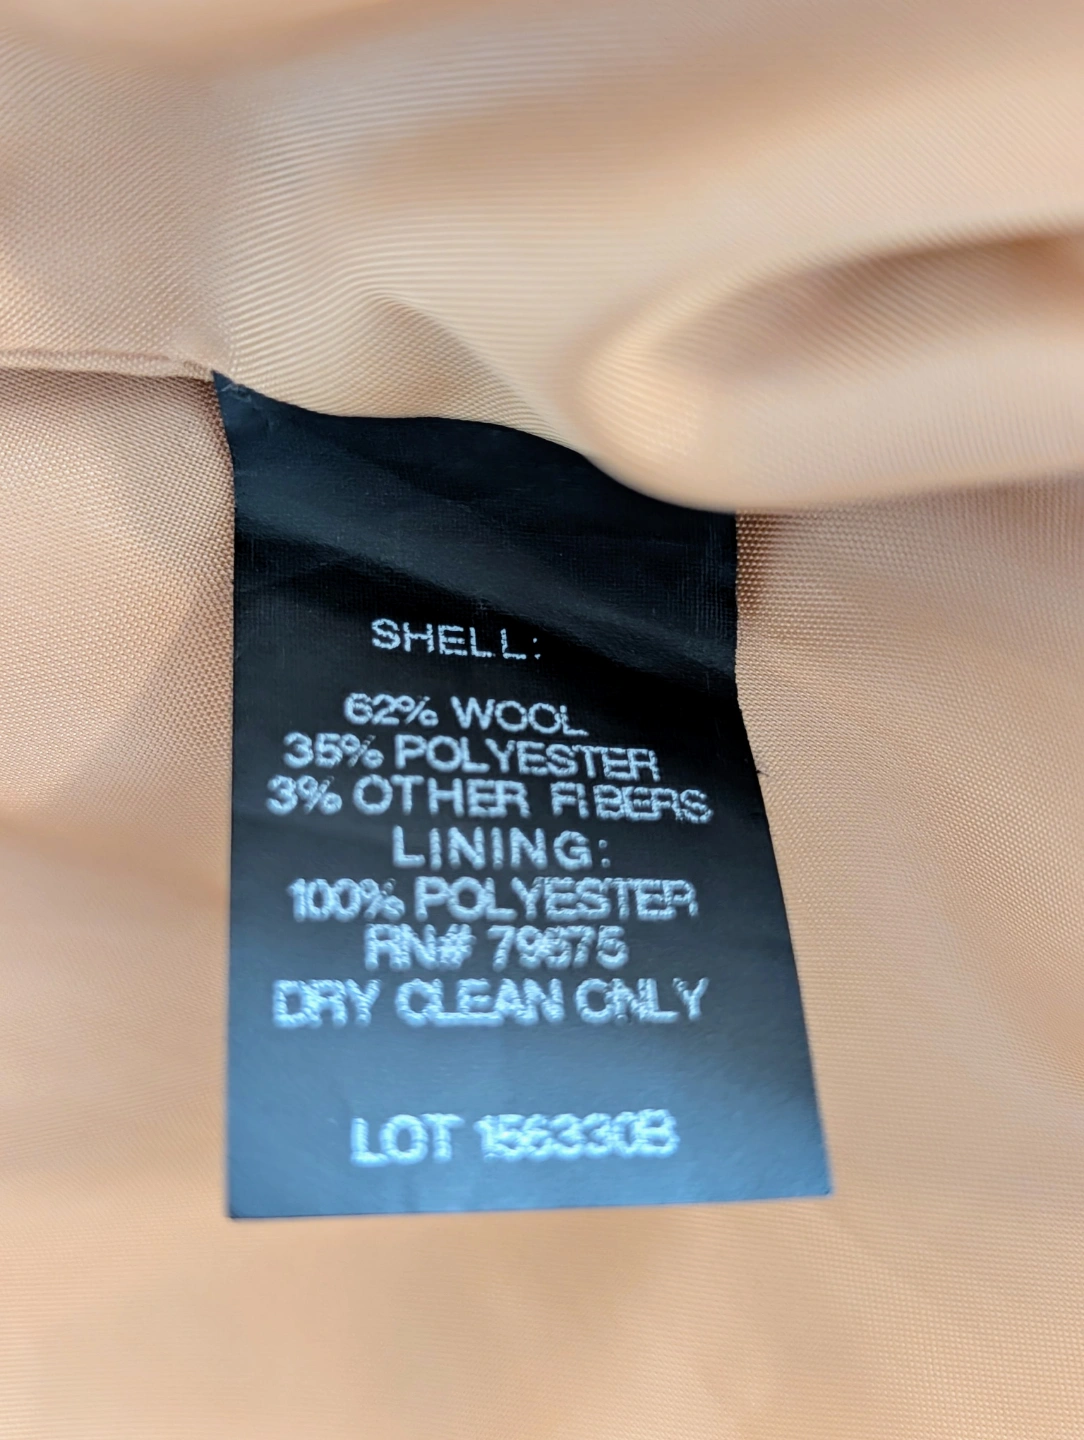 SHELL:
62% WOOL
35% POLYESTER
3% OTHER FIBERS
LINING:
100% POLYESTER
RN# 79675
DRY CLEAN ONLY
LOT 156330B